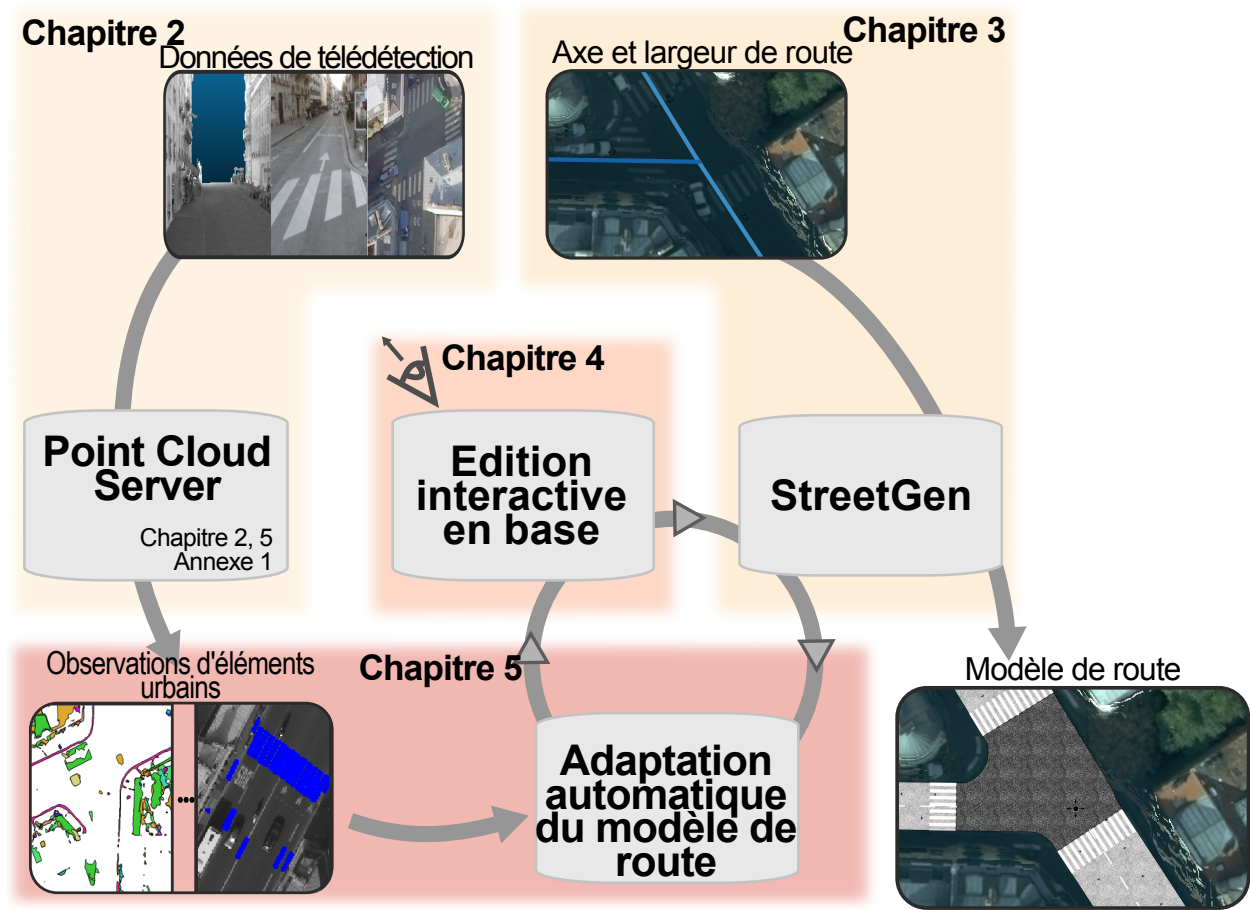 Chapitre 2
Données de télédétection
Chapitre 3
Axe et largeur de route
Chapitre 4
Point Cloud
Server
Chapitre 2, 5
Annexe 1
Edition
interactive
en base
StreetGen
Chapitre 5
Observations d'éléments
urbains
Adaptation
automatique
du modèle de
route
Modèle de route